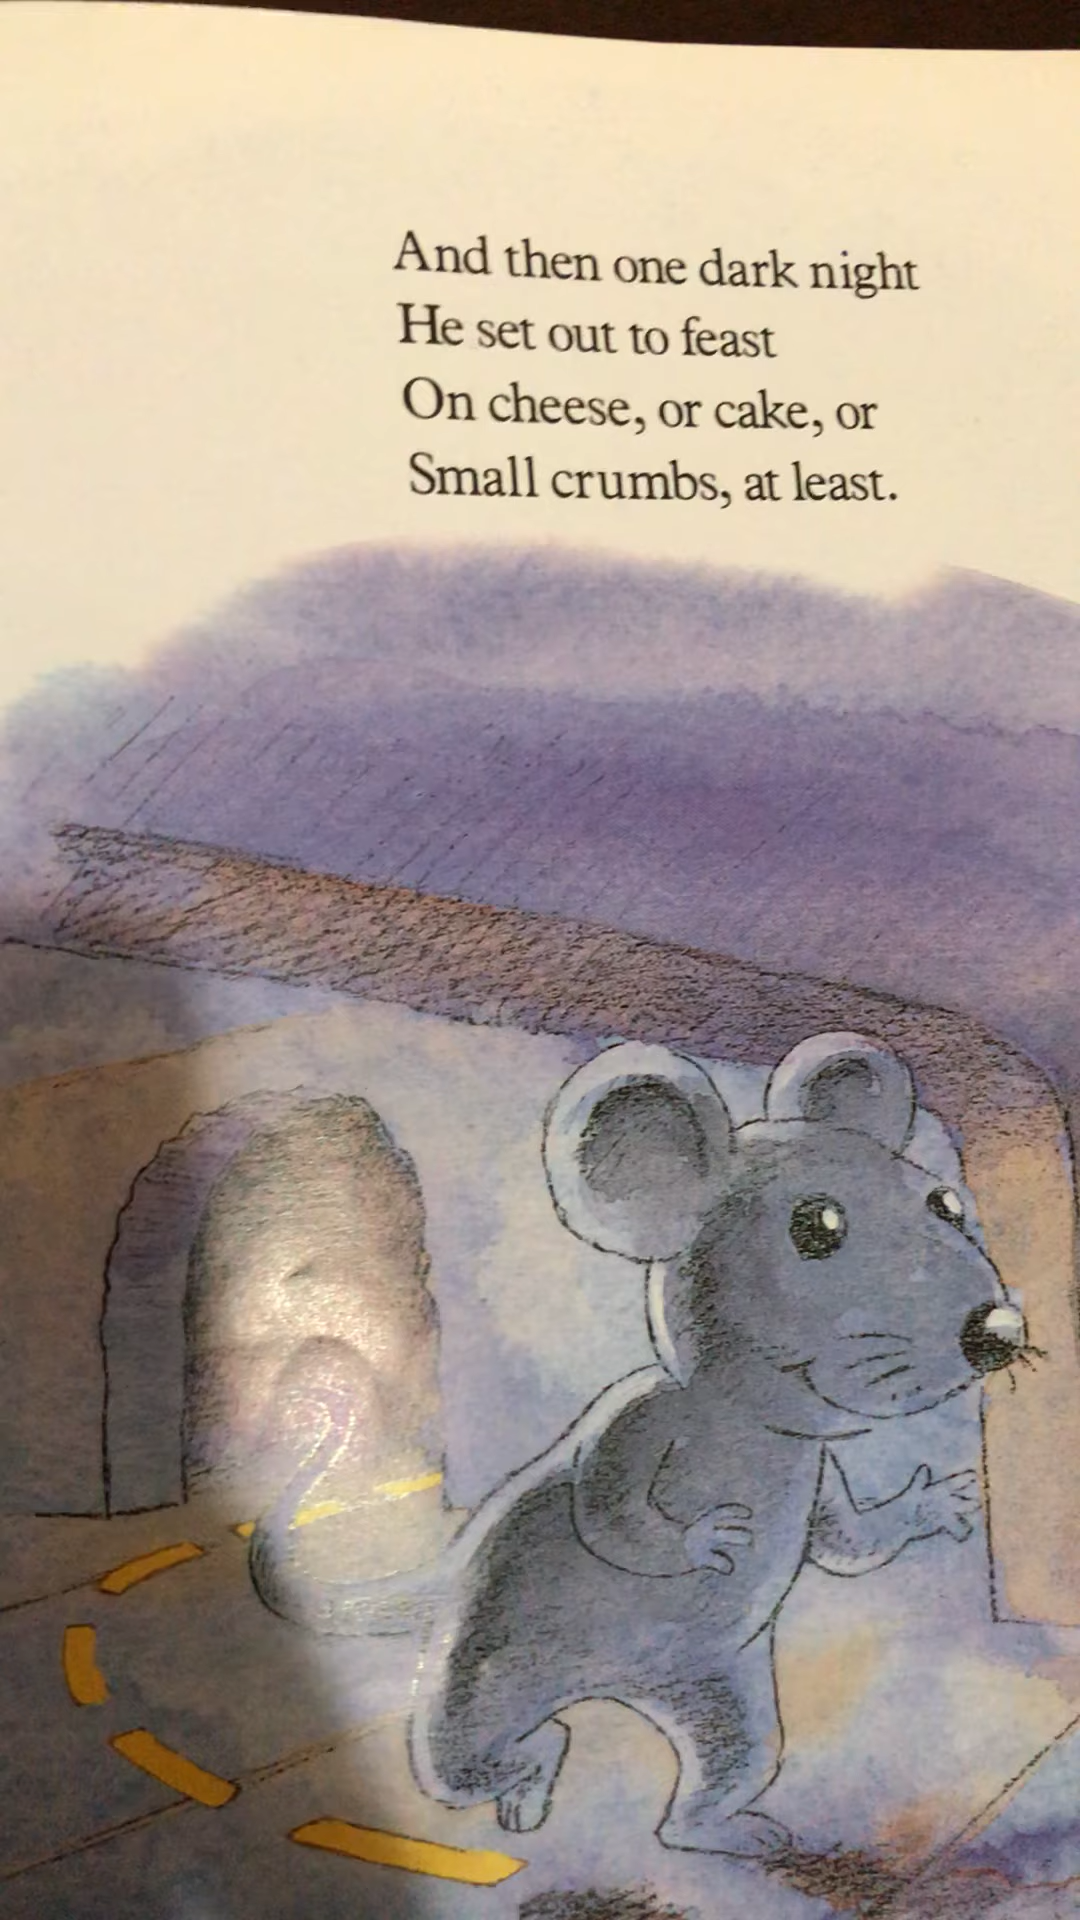 And then one dark night
He set out to feast
On cheese, or cake, or
Small crumbs, at least.